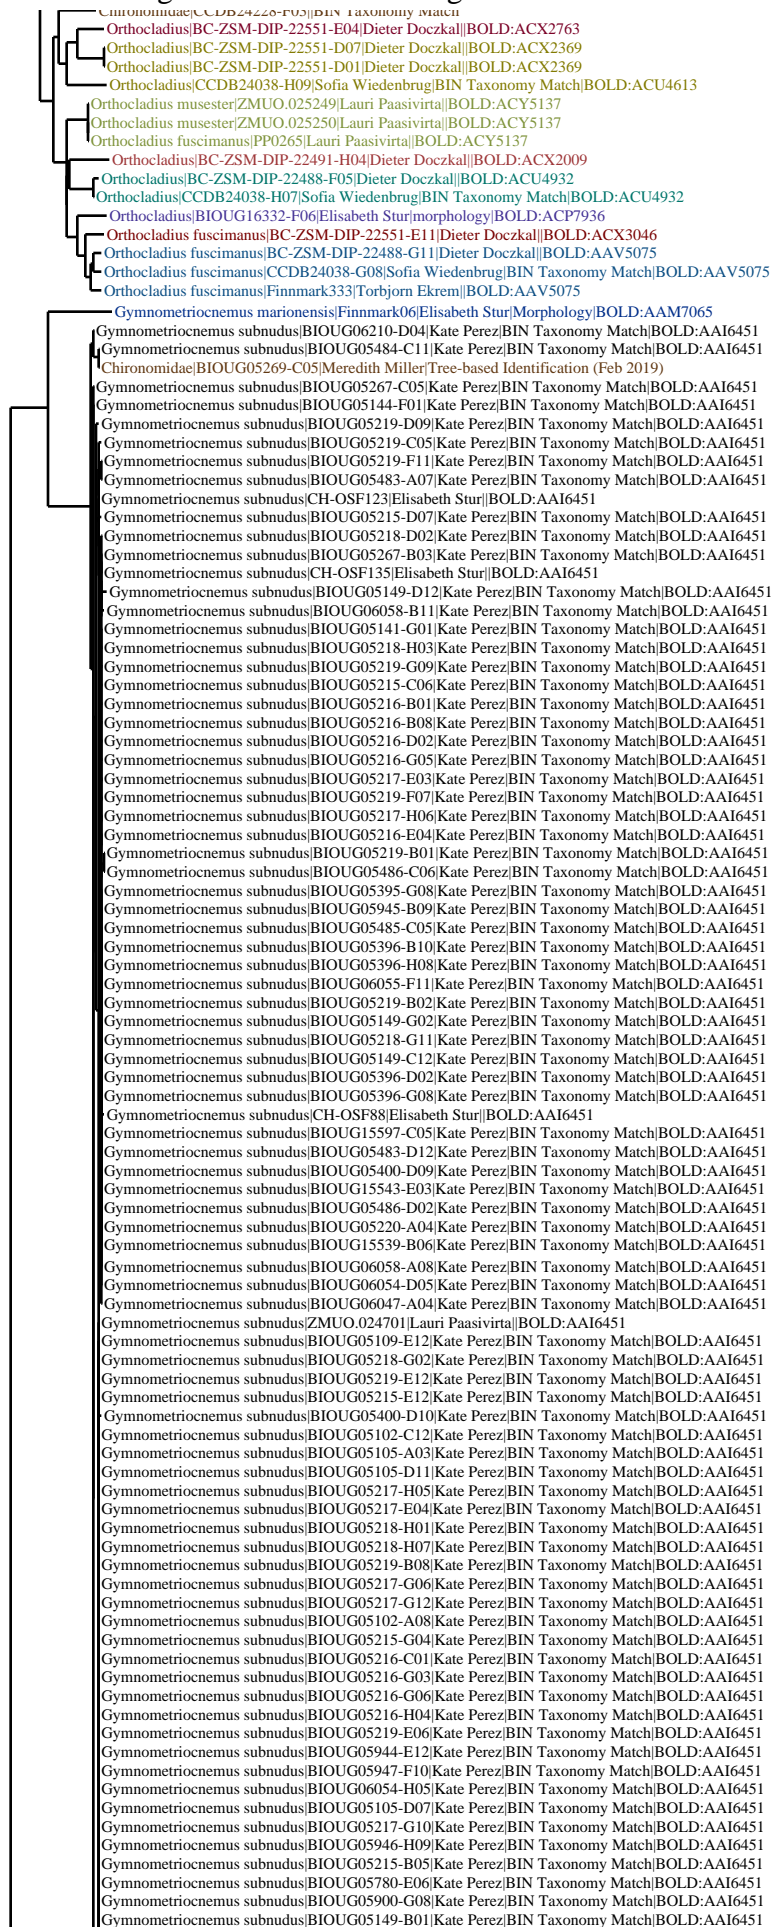 Chironomidae|CCDB24228-F03||BIN Taxonomy Match
Orthocladius|BC-ZSM-DIP-22551-E04|Dieter Doczkal||BOLD:ACX2763
Orthocladius|BC-ZSM-DIP-22551-D07|Dieter Doczkal||BOLD:ACX2369
Orthocladius|BC-ZSM-DIP-22551-D01|Dieter Doczkal||BOLD:ACX2369
Orthocladius|CCDB24038-H09|Sofia Wiedenbrug|BIN Taxonomy Match|BOLD:ACU4613
Orthocladius musester|ZMUO.025249|Lauri Paasivirta||BOLD:ACY5137
Orthocladius musester|ZMUO.025250|Lauri Paasivirta||BOLD:ACY5137
Orthocladius fuscimanus|PP0265|Lauri Paasivirta||BOLD:ACY5137
Orthocladius|BC-ZSM-DIP-22491-H04|Dieter Doczkal||BOLD:ACX2009
Orthocladius|BC-ZSM-DIP-22488-F05|Dieter Doczkal||BOLD:ACU4932
Orthocladius|CCDB24038-H07|Sofia Wiedenbrug|BIN Taxonomy Match|BOLD:ACU4932
Orthocladius|BIOUG16332-F06|Elisabeth Stur|morphology|BOLD:ACP7936
Orthocladius fuscimanus|BC-ZSM-DIP-22551-E11|Dieter Doczkal||BOLD:ACX3046
Orthocladius fuscimanus|BC-ZSM-DIP-22488-G11|Dieter Doczkal||BOLD:AAV5075
Orthocladius fuscimanus|CCDB24038-G08|Sofia Wiedenbrug|BIN Taxonomy Match|BOLD:AAV5075
Orthocladius fuscimanus|Finnmark333|Torbjorn Ekrem||BOLD:AAV5075
Gymnometriocnemus marionensis|Finnmark06|Elisabeth Stur|Morphology|BOLD:AAM7065
Gymnometriocnemus subnudus|BIOUG06210-D04|Kate Perez|BIN Taxonomy Match|BOLD:AAI6451
Gymnometriocnemus subnudus|BIOUG05484-C11|Kate Perez|BIN Taxonomy Match|BOLD:AAI6451
Chironomidae|BIOUG05269-C05|Meredith Miller|Tree-based Identification (Feb 2019)
Gymnometriocnemus subnudus|BIOUG05267-C05|Kate Perez|BIN Taxonomy Match|BOLD:AAI6451
Gymnometriocnemus subnudus|BIOUG05144-F01|Kate Perez|BIN Taxonomy Match|BOLD:AAI6451
Gymnometriocnemus subnudus|BIOUG05219-D09|Kate Perez|BIN Taxonomy Match|BOLD:AAI6451
Gymnometriocnemus subnudus|BIOUG05219-C05|Kate Perez|BIN Taxonomy Match|BOLD:AAI6451
Gymnometriocnemus subnudus|BIOUG05219-F11|Kate Perez|BIN Taxonomy Match|BOLD:AAI6451
Gymnometriocnemus subnudus|BIOUG05483-A07|Kate Perez|BIN Taxonomy Match|BOLD:AAI6451
Gymnometriocnemus subnudus|CH-OSF123|Elisabeth Stur||BOLD:AAI6451
Gymnometriocnemus subnudus|BIOUG05215-D07|Kate Perez|BIN Taxonomy Match|BOLD:AAI6451
Gymnometriocnemus subnudus|BIOUG05218-D02|Kate Perez|BIN Taxonomy Match|BOLD:AAI6451
Gymnometriocnemus subnudus|BIOUG05267-B03|Kate Perez|BIN Taxonomy Match|BOLD:AAI6451
Gymnometriocnemus subnudus|CH-OSF135|Elisabeth Stur||BOLD:AAI6451
Gymnometriocnemus subnudus|BIOUG05149-D12|Kate Perez|BIN Taxonomy Match|BOLD:AAI6451
Gymnometriocnemus subnudus|BIOUG06058-B11|Kate Perez|BIN Taxonomy Match|BOLD:AAI6451
Gymnometriocnemus subnudus|BIOUG05141-G01|Kate Perez|BIN Taxonomy Match|BOLD:AAI6451
Gymnometriocnemus subnudus|BIOUG05218-H03|Kate Perez|BIN Taxonomy Match|BOLD:AAI6451
Gymnometriocnemus subnudus|BIOUG05219-G09|Kate Perez|BIN Taxonomy Match|BOLD:AAI6451
Gymnometriocnemus subnudus|BIOUG05215-C06|Kate Perez|BIN Taxonomy Match|BOLD:AAI6451
Gymnometriocnemus subnudus|BIOUG05216-B01|Kate Perez|BIN Taxonomy Match|BOLD:AAI6451
Gymnometriocnemus subnudus|BIOUG05216-B08|Kate Perez|BIN Taxonomy Match|BOLD:AAI6451
Gymnometriocnemus subnudus|BIOUG05216-D02|Kate Perez|BIN Taxonomy Match|BOLD:AAI6451
Gymnometriocnemus subnudus|BIOUG05216-G05|Kate Perez|BIN Taxonomy Match|BOLD:AAI6451
Gymnometriocnemus subnudus|BIOUG05217-E03|Kate Perez|BIN Taxonomy Match|BOLD:AAI6451
Gymnometriocnemus subnudus|BIOUG05219-F07|Kate Perez|BIN Taxonomy Match|BOLD:AAI6451
Gymnometriocnemus subnudus|BIOUG05217-H06|Kate Perez|BIN Taxonomy Match|BOLD:AAI6451
Gymnometriocnemus subnudus|BIOUG05216-E04|Kate Perez|BIN Taxonomy Match|BOLD:AAI6451
Gymnometriocnemus subnudus|BIOUG05219-B01|Kate Perez|BIN Taxonomy Match|BOLD:AAI6451
Gymnometriocnemus subnudus|BIOUG05486-C06|Kate Perez|BIN Taxonomy Match|BOLD:AAI6451
Gymnometriocnemus subnudus|BIOUG05395-G08|Kate Perez|BIN Taxonomy Match|BOLD:AAI6451
Gymnometriocnemus subnudus|BIOUG05945-B09|Kate Perez|BIN Taxonomy Match|BOLD:AAI6451
Gymnometriocnemus subnudus|BIOUG05485-C05|Kate Perez|BIN Taxonomy Match|BOLD:AAI6451
Gymnometriocnemus subnudus|BIOUG05396-B10|Kate Perez|BIN Taxonomy Match|BOLD:AAI6451
Gymnometriocnemus subnudus|BIOUG05396-H08|Kate Perez|BIN Taxonomy Match|BOLD:AAI6451
Gymnometriocnemus subnudus|BIOUG06055-F11|Kate Perez|BIN Taxonomy Match|BOLD:AAI6451
Gymnometriocnemus subnudus|BIOUG05219-B02|Kate Perez|BIN Taxonomy Match|BOLD:AAI6451
Gymnometriocnemus subnudus|BIOUG05149-G02|Kate Perez|BIN Taxonomy Match|BOLD:AAI6451
Gymnometriocnemus subnudus|BIOUG05218-G11|Kate Perez|BIN Taxonomy Match|BOLD:AAI6451
Gymnometriocnemus subnudus|BIOUG05149-C12|Kate Perez|BIN Taxonomy Match|BOLD:AAI6451
Gymnometriocnemus subnudus|BIOUG05396-D02|Kate Perez|BIN Taxonomy Match|BOLD:AAI6451
Gymnometriocnemus subnudus|BIOUG05396-G08|Kate Perez|BIN Taxonomy Match|BOLD:AAI6451
Gymnometriocnemus subnudus|CH-OSF88|Elisabeth Stur||BOLD:AAI6451
Gymnometriocnemus subnudus|BIOUG15597-C05|Kate Perez|BIN Taxonomy Match|BOLD:AAI6451
Gymnometriocnemus subnudus|BIOUG05483-D12|Kate Perez|BIN Taxonomy Match|BOLD:AAI6451
Gymnometriocnemus subnudus|BIOUG05400-D09|Kate Perez|BIN Taxonomy Match|BOLD:AAI6451
Gymnometriocnemus subnudus|BIOUG15543-E03|Kate Perez|BIN Taxonomy Match|BOLD:AAI6451
Gymnometriocnemus subnudus|BIOUG05486-D02|Kate Perez|BIN Taxonomy Match|BOLD:AAI6451
Gymnometriocnemus subnudus|BIOUG05220-A04|Kate Perez|BIN Taxonomy Match|BOLD:AAI6451
Gymnometriocnemus subnudus|BIOUG15539-B06|Kate Perez|BIN Taxonomy Match|BOLD:AAI6451
Gymnometriocnemus subnudus|BIOUG06058-A08|Kate Perez|BIN Taxonomy Match|BOLD:AAI6451
Gymnometriocnemus subnudus|BIOUG06054-D05|Kate Perez|BIN Taxonomy Match|BOLD:AAI6451
Gymnometriocnemus subnudus|BIOUG06047-A04|Kate Perez|BIN Taxonomy Match|BOLD:AAI6451
Gymnometriocnemus subnudus|ZMUO.024701|Lauri Paasivirta||BOLD:AAI6451
Gymnometriocnemus subnudus|BIOUG05109-E12|Kate Perez|BIN Taxonomy Match|BOLD:AAI6451
Gymnometriocnemus subnudus|BIOUG05218-G02|Kate Perez|BIN Taxonomy Match|BOLD:AAI6451
Gymnometriocnemus subnudus|BIOUG05219-E12|Kate Perez|BIN Taxonomy Match|BOLD:AAI6451
Gymnometriocnemus subnudus|BIOUG05215-E12|Kate Perez|BIN Taxonomy Match|BOLD:AAI6451
Gymnometriocnemus subnudus|BIOUG05400-D10|Kate Perez|BIN Taxonomy Match|BOLD:AAI6451
Gymnometriocnemus subnudus|BIOUG05102-C12|Kate Perez|BIN Taxonomy Match|BOLD:AAI6451
Gymnometriocnemus subnudus|BIOUG05105-A03|Kate Perez|BIN Taxonomy Match|BOLD:AAI6451
Gymnometriocnemus subnudus|BIOUG05105-D11|Kate Perez|BIN Taxonomy Match|BOLD:AAI6451
Gymnometriocnemus subnudus|BIOUG05217-H05|Kate Perez|BIN Taxonomy Match|BOLD:AAI6451
Gymnometriocnemus subnudus|BIOUG05217-E04|Kate Perez|BIN Taxonomy Match|BOLD:AAI6451
Gymnometriocnemus subnudus|BIOUG05218-H01|Kate Perez|BIN Taxonomy Match|BOLD:AAI6451
Gymnometriocnemus subnudus|BIOUG05218-H07|Kate Perez|BIN Taxonomy Match|BOLD:AAI6451
Gymnometriocnemus subnudus|BIOUG05219-B08|Kate Perez|BIN Taxonomy Match|BOLD:AAI6451
Gymnometriocnemus subnudus|BIOUG05217-G06|Kate Perez|BIN Taxonomy Match|BOLD:AAI6451
Gymnometriocnemus subnudus|BIOUG05217-G12|Kate Perez|BIN Taxonomy Match|BOLD:AAI6451
Gymnometriocnemus subnudus|BIOUG05102-A08|Kate Perez|BIN Taxonomy Match|BOLD:AAI6451
Gymnometriocnemus subnudus|BIOUG05215-G04|Kate Perez|BIN Taxonomy Match|BOLD:AAI6451
Gymnometriocnemus subnudus|BIOUG05216-C01|Kate Perez|BIN Taxonomy Match|BOLD:AAI6451
Gymnometriocnemus subnudus|BIOUG05216-G03|Kate Perez|BIN Taxonomy Match|BOLD:AAI6451
Gymnometriocnemus subnudus|BIOUG05216-G06|Kate Perez|BIN Taxonomy Match|BOLD:AAI6451
Gymnometriocnemus subnudus|BIOUG05216-H04|Kate Perez|BIN Taxonomy Match|BOLD:AAI6451
Gymnometriocnemus subnudus|BIOUG05219-E06|Kate Perez|BIN Taxonomy Match|BOLD:AAI6451
Gymnometriocnemus subnudus|BIOUG05944-E12|Kate Perez|BIN Taxonomy Match|BOLD:AAI6451
Gymnometriocnemus subnudus|BIOUG05947-F10|Kate Perez|BIN Taxonomy Match|BOLD:AAI6451
Gymnometriocnemus subnudus|BIOUG06054-H05|Kate Perez|BIN Taxonomy Match|BOLD:AAI6451
Gymnometriocnemus subnudus|BIOUG05105-D07|Kate Perez|BIN Taxonomy Match|BOLD:AAI6451
Gymnometriocnemus subnudus|BIOUG05217-G10|Kate Perez|BIN Taxonomy Match|BOLD:AAI6451
Gymnometriocnemus subnudus|BIOUG05946-H09|Kate Perez|BIN Taxonomy Match|BOLD:AAI6451
Gymnometriocnemus subnudus|BIOUG05215-B05|Kate Perez|BIN Taxonomy Match|BOLD:AAI6451
Gymnometriocnemus subnudus|BIOUG05780-E06|Kate Perez|BIN Taxonomy Match|BOLD:AAI6451
Gymnometriocnemus subnudus|BIOUG05900-G08|Kate Perez|BIN Taxonomy Match|BOLD:AAI6451
Gymnometriocnemus subnudus|BIOUG05149-B01|Kate Perez|BIN Taxonomy Match|BOLD:AAI6451